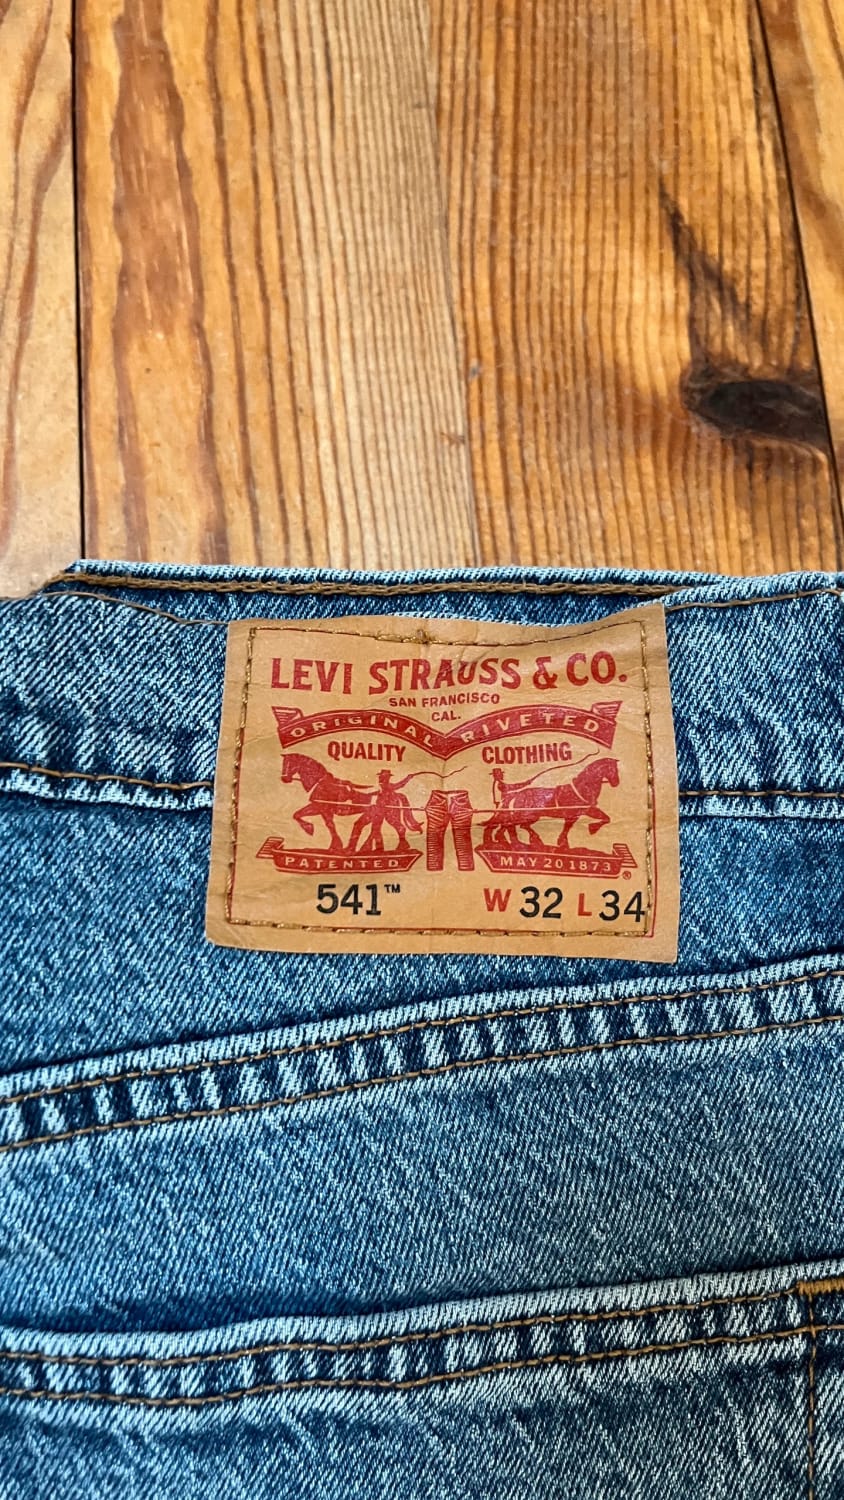 LEVI STRAUSS & CO.
SAN FRANCISCO
CAL.
ORIGINAL RIVETED
QUALITY CLOTHING
PATENTED MAY 20 1873 ®
541™ W 32 L 34